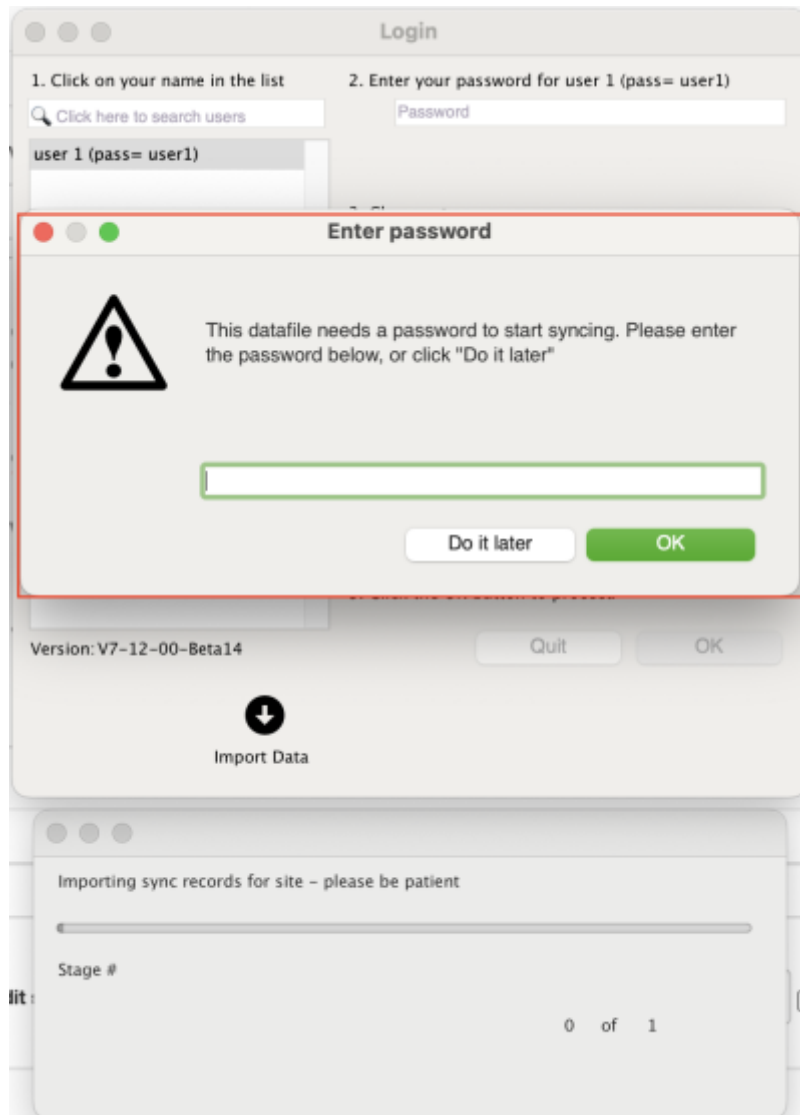 Login
1. Click on your name in the list
2. Enter your password for user 1 (pass= user1)
Click here to search users
Password
user 1 (pass= user1)
Enter password
This datafile needs a password to start syncing. Please enter
the password below, or click "Do it later"
Do it later
OK
Version: V7-12-00-Beta14
Quit
OK
Import Data
Importing sync records for site – please be patient
Stage #
dit
0 of 1